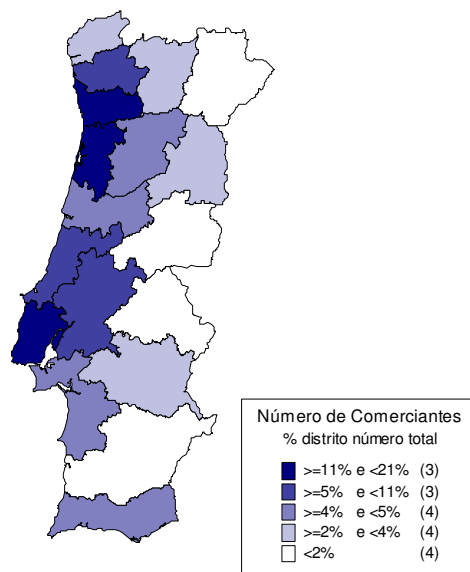 Número de Comerciantes
% distrito número total
>=11% e <21% (3)
>=5% e <11% (3)
>=4% e <5% (4)
>=2% e <4% (4)
<2% (4)